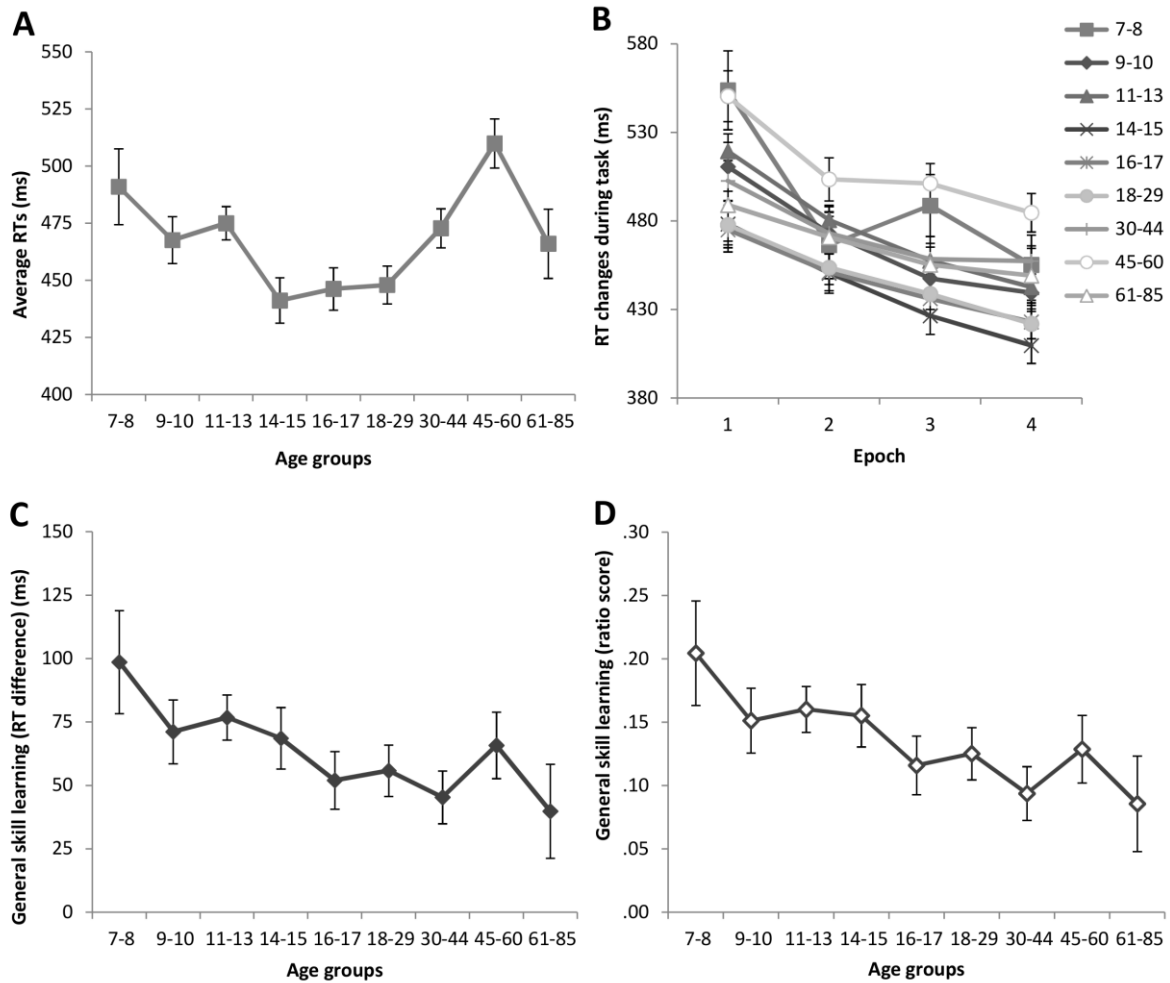 A
550
525
500
475
450
425
400
Average RTs (ms)
7-8 9-10 11-13 14-15 16-17 18-29 30-44 45-60 61-85
Age groups
B
580
530
480
430
380
RT changes during task (ms)
1 2 3 4
Epoch
7-8
9-10
11-13
14-15
16-17
18-29
30-44
45-60
61-85
C
150
125
100
75
50
25
0
General skill learning (RT difference) (ms)
7-8 9-10 11-13 14-15 16-17 18-29 30-44 45-60 61-85
Age groups
D
.30
.25
.20
.15
.10
.05
.00
General skill learning (ratio score)
7-8 9-10 11-13 14-15 16-17 18-29 30-44 45-60 61-85
Age groups